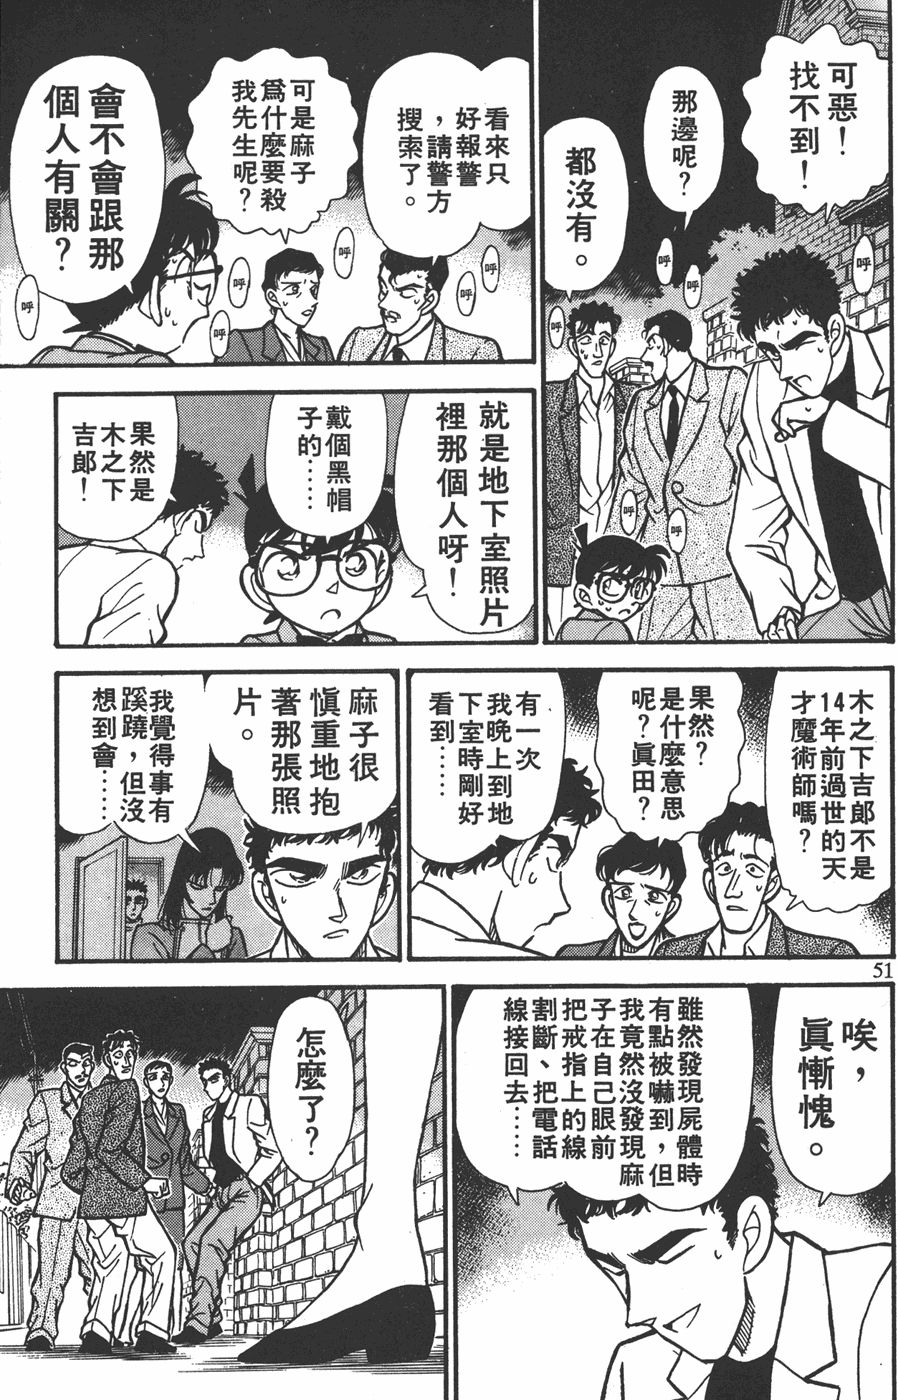 可惡！
找不到！
那邊呢？
都沒有。
呼
呼
呼
呼
呼
呼
看來只
好報警
，請警方
搜索了。
可是麻子
為什麼要殺
我先生呢？
會不會跟那
個人有關？
呼
呼
呼
呼
呼
就是地下室照片
裡那個人呀！
戴個黑帽
子的……
果然是
木之下
吉郎！
木之下吉郎不是
14年前過世的天
才魔術師嗎？
果然？
是什麼意思
呢？眞田？
有一次
我晚上到地
下室時剛好
看到……
麻子很
慎重地抱
著那張照
片。
我覺得事有
蹊蹺，但沒
想到會……
51
唉，
眞慚愧。
雖然發現屍體時
有點被嚇到，但
我竟然沒發現麻
子在自己眼前
把戒指上的線
割斷、把電話
線接回去……
怎麼了？